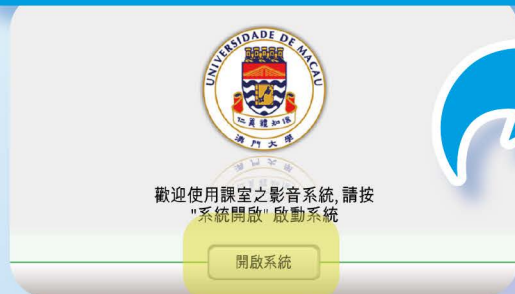 UNIVERSIDADE DE MACAU
仁義禮知信
澳門大學
歡迎使用課室之影音系統, 請按
"系統開啟" 啟動系統
開啟系統